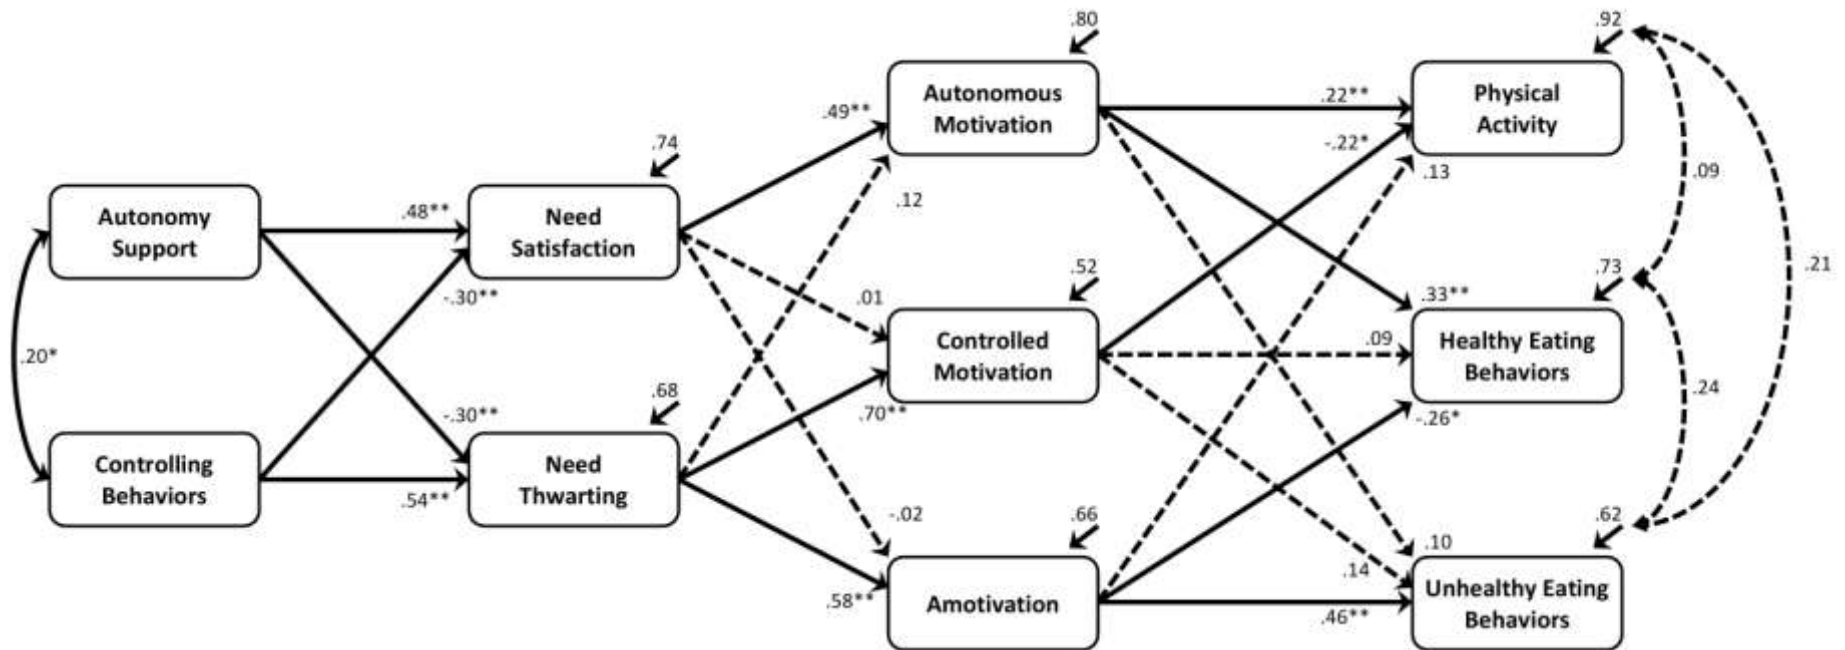 .80
.92
Autonomous
Motivation
Physical
Activity
.49**
.22**
-.22*
.74
.13
.09
.12
Autonomy
Support
.48**
Need
Satisfaction
.52
.73
.21
-.30**
.01
.33**
Controlled
Motivation
.09
Healthy Eating
Behaviors
.20*
.68
.24
-.30**
.70**
-.26*
Controlling
Behaviors
Need
Thwarting
.54**
-.02
.66
.62
.10
.14
.58**
Amotivation
Unhealthy Eating
Behaviors
.46**